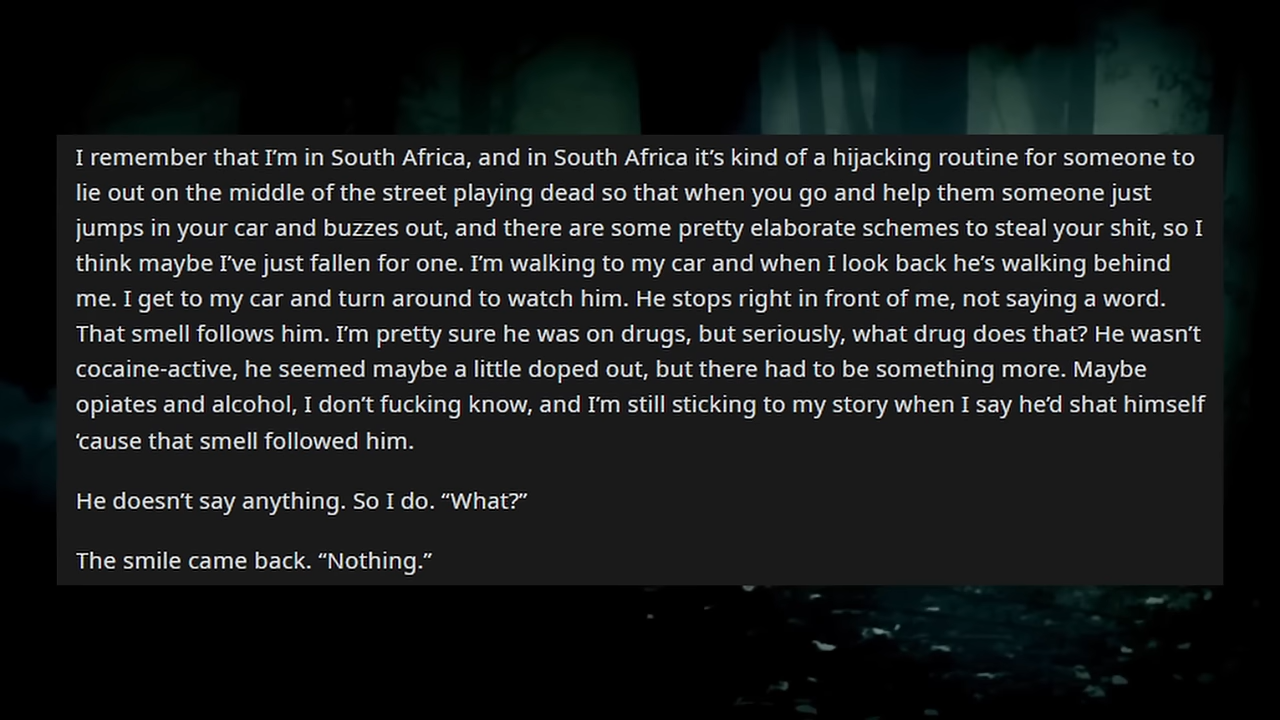 I remember that I’m in South Africa, and in South Africa it’s kind of a hijacking routine for someone to
lie out on the middle of the street playing dead so that when you go and help them someone just
jumps in your car and buzzes out, and there are some pretty elaborate schemes to steal your shit, so I
think maybe I’ve just fallen for one. I’m walking to my car and when I look back he’s walking behind
me. I get to my car and turn around to watch him. He stops right in front of me, not saying a word.
That smell follows him. I’m pretty sure he was on drugs, but seriously, what drug does that? He wasn’t
cocaine-active, he seemed maybe a little doped out, but there had to be something more. Maybe
opiates and alcohol, I don’t fucking know, and I’m still sticking to my story when I say he’d shat himself
‘cause that smell followed him.
He doesn’t say anything. So I do. “What?”
The smile came back. “Nothing.”